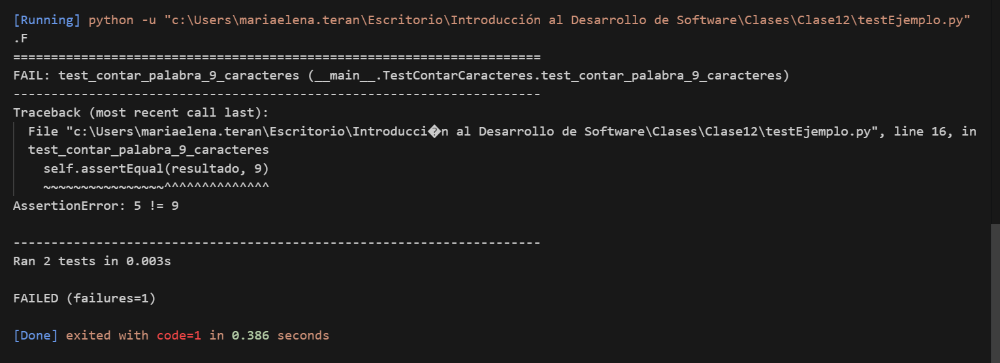 [Running] python -u "c:\Users\mariaelena.teran\Escritorio\Introducción al Desarrollo de Software\Clases\Clase12\testEjemplo.py"
.F
======================================================================
FAIL: test_contar_palabra_9_caracteres (__main__.TestContarCaracteres.test_contar_palabra_9_caracteres)
----------------------------------------------------------------------
Traceback (most recent call last):
  File "c:\Users\mariaelena.teran\Escritorio\Introducci�n al Desarrollo de Software\Clases\Clase12\testEjemplo.py", line 16, in
  test_contar_palabra_9_caracteres
    self.assertEqual(resultado, 9)
    ~~~~~~~~~~~~~~~~^^^^^^^^^^^^^^
AssertionError: 5 != 9

----------------------------------------------------------------------
Ran 2 tests in 0.003s

FAILED (failures=1)

[Done] exited with code=1 in 0.386 seconds